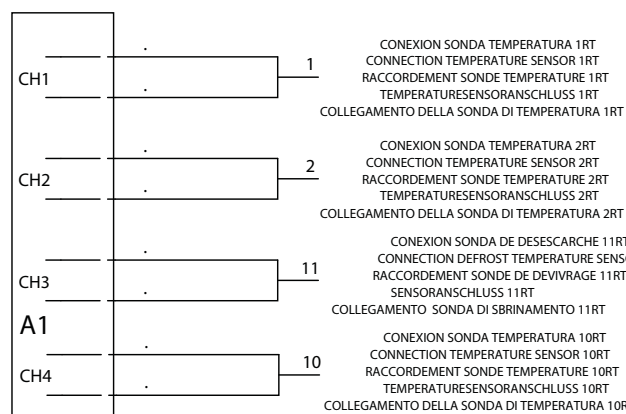 CH1
1
CONEXION SONDA TEMPERATURA 1RT
CONNECTION TEMPERATURE SENSOR 1RT
RACCORDEMENT SONDE TEMPERATURE 1RT
TEMPERATURESENSORANSCHLUSS 1RT
COLLEGAMENTO DELLA SONDA DI TEMPERATURA 1RT
CH2
2
CONEXION SONDA TEMPERATURA 2RT
CONNECTION TEMPERATURE SENSOR 2RT
RACCORDEMENT SONDE TEMPERATURE 2RT
TEMPERATURESENSORANSCHLUSS 2RT
COLLEGAMENTO DELLA SONDA DI TEMPERATURA 2RT
CH3
11
CONEXION SONDA DE DESESCARCHE 11RT
CONNECTION DEFROST TEMPERATURE SENSO
RACCORDEMENT SONDE DE DEVIVRAGE 11RT
SENSORANSCHLUSS 11RT
COLLEGAMENTO SONDA DI SBRINAMENTO 11RT
A1
CH4
10
CONEXION SONDA TEMPERATURA 10RT
CONNECTION TEMPERATURE SENSOR 10RT
RACCORDEMENT SONDE TEMPERATURE 10RT
TEMPERATURESENSORANSCHLUSS 10RT
COLLEGAMENTO DELLA SONDA DI TEMPERATURA 10R